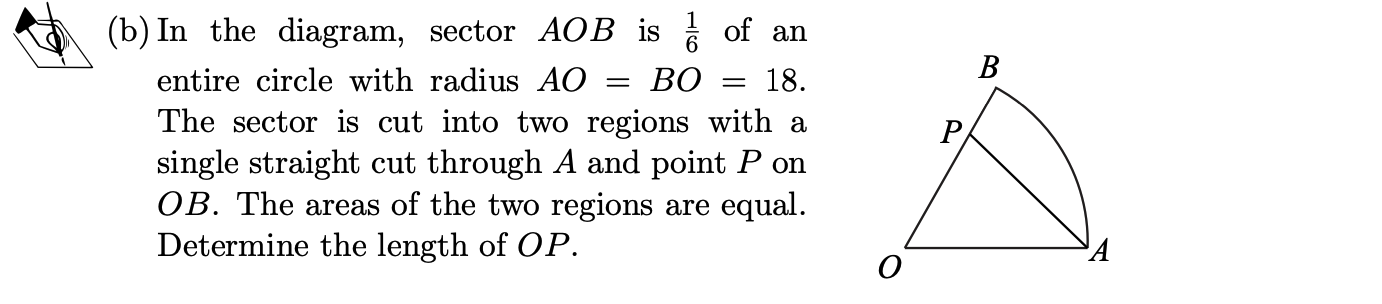 (b) In the diagram, sector AOB is 1/6 of an
entire circle with radius AO = BO = 18.
The sector is cut into two regions with a
single straight cut through A and point P on
OB. The areas of the two regions are equal.
Determine the length of OP.
B
P
O
A